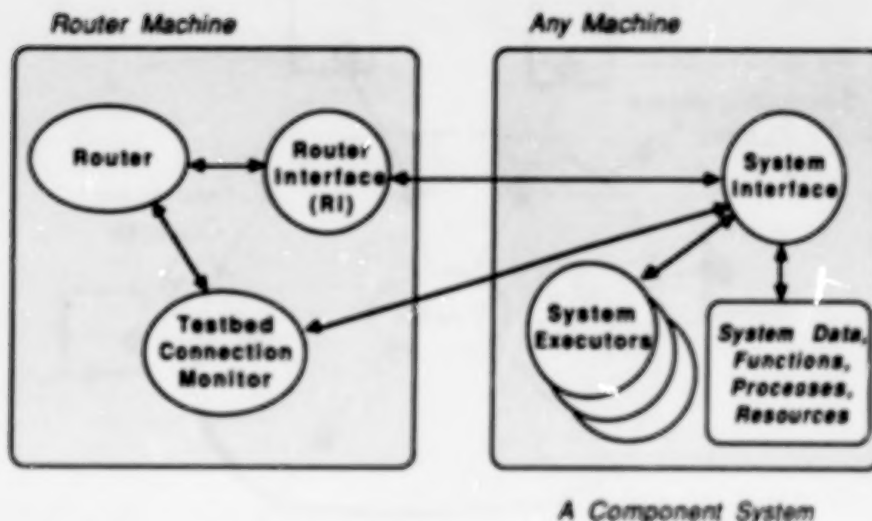 Router Machine
Any Machine
Router
Router
Interface
(RI)
Testbed
Connection
Monitor
System
Interface
System
Executors
System Data,
Functions,
Processes,
Resources
A Component System